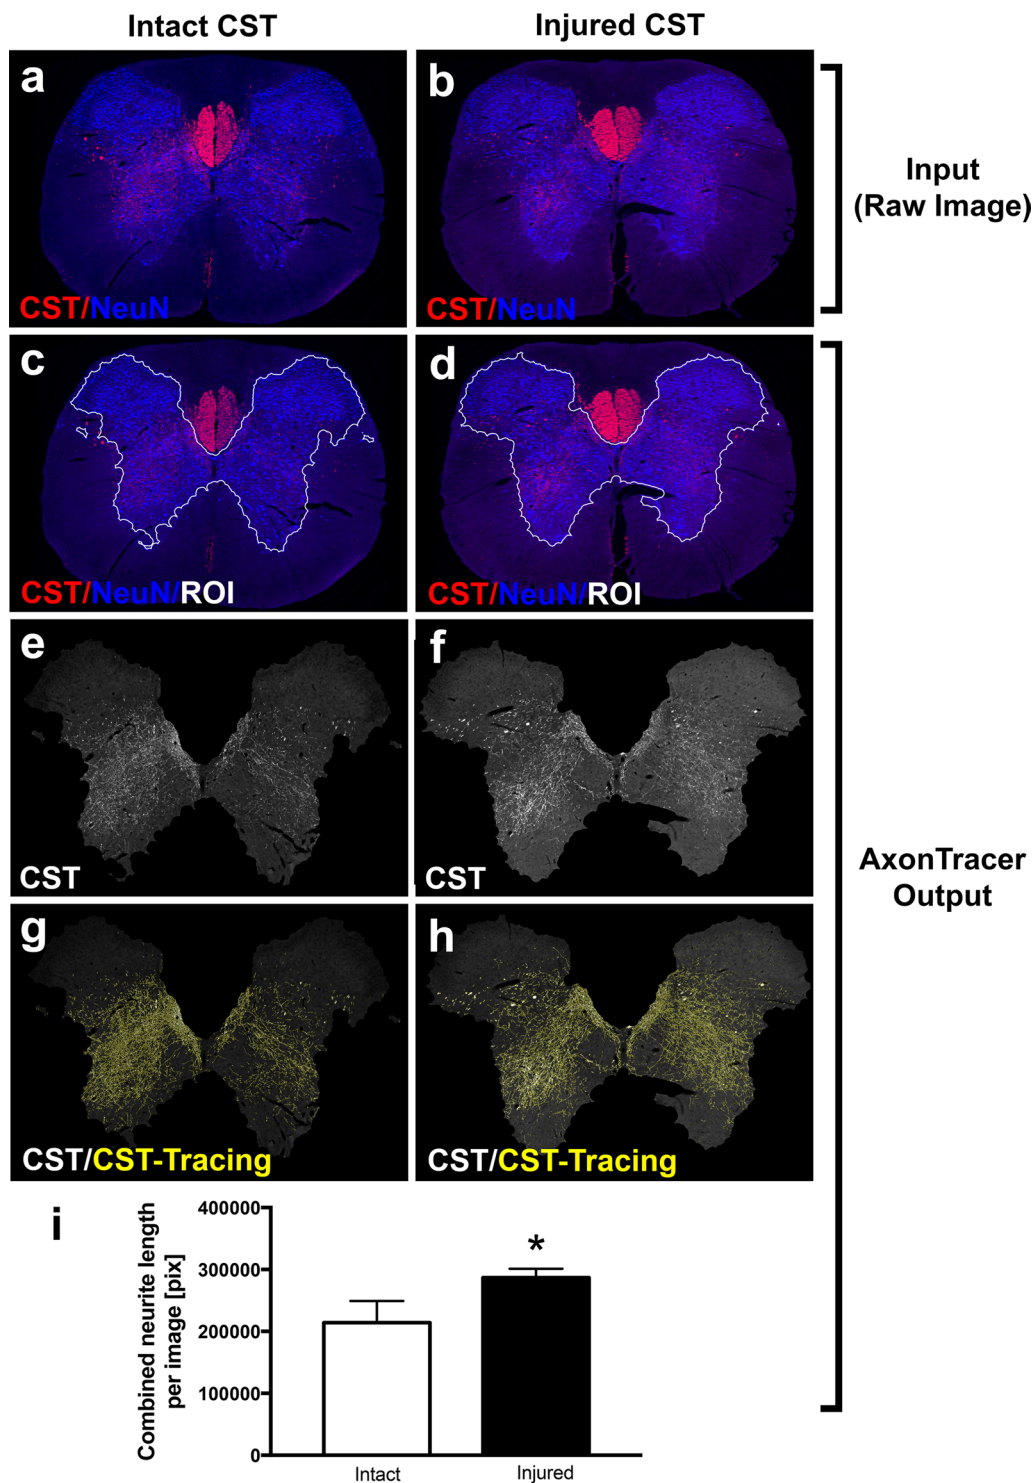 Intact CST
Injured CST
a
b
CST/NeuN
CST/NeuN
Input
(Raw Image)
c
d
CST/NeuN/ROI
CST/NeuN/ROI
e
f
CST
CST
g
h
CST/CST-Tracing
CST/CST-Tracing
AxonTracer
Output
i
Combined neurite length
per image [pix]
400000
300000
200000
100000
0
*
Intact
Injured